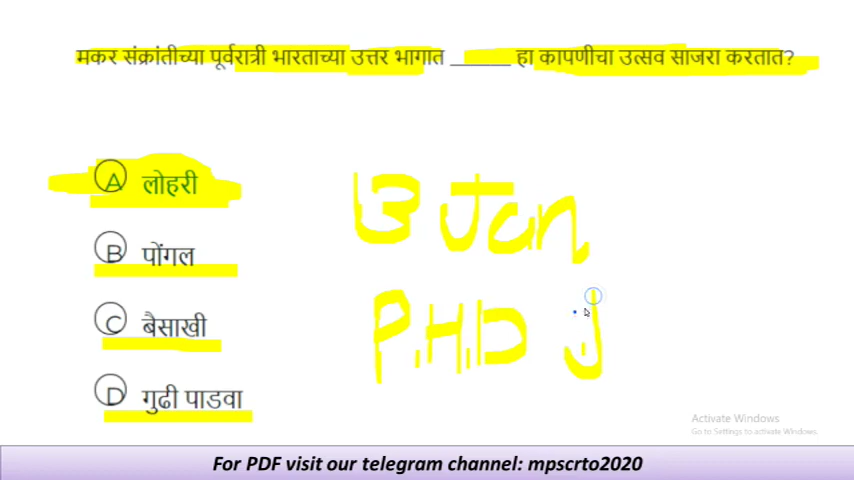 मकर संक्रांतीच्या पूर्वरात्री भारताच्या उत्तर भागात ______ हा कापणीचा उत्सव साजरा करतात?
A लोहरी
B पोंगल
C बैसाखी
D गुढी पाडवा
13 Jan
P.H.D J
Activate Windows
Go to Settings to activate Windows.
For PDF visit our telegram channel: mpscrto2020